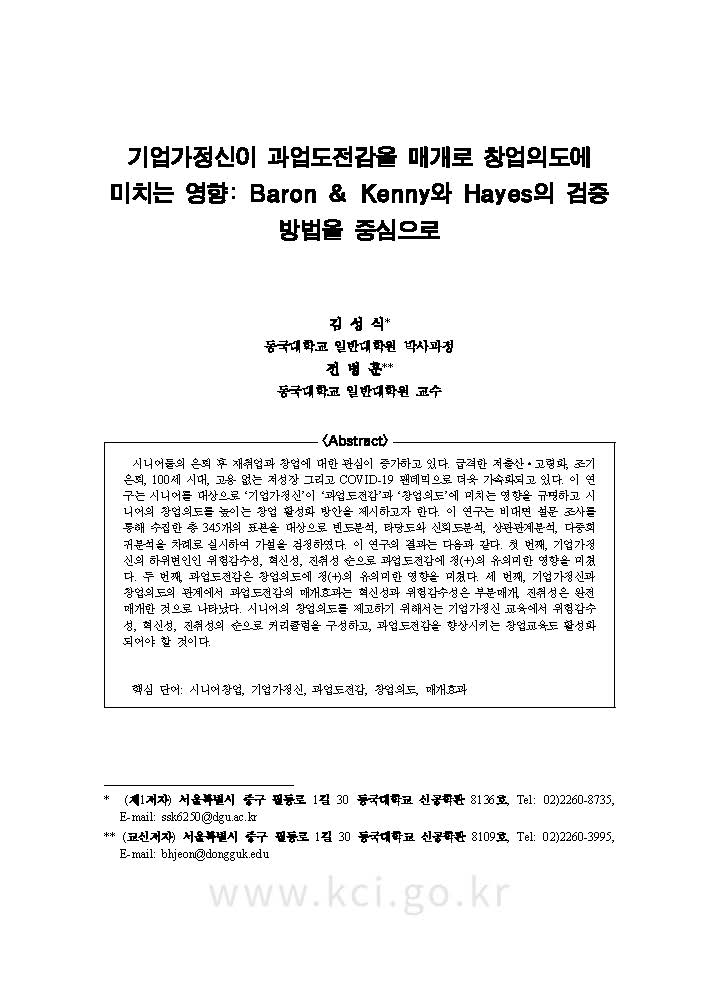 기업가정신이 과업도전감을 매개로 창업의도에
미치는 영향: Baron & Kenny와 Hayes의 검증
방법을 중심으로
김 성 식*
동국대학교 일반대학원 박사과정
전 병 훈**
동국대학교 일반대학원 교수
<Abstract>
시니어들의 은퇴 후 재취업과 창업에 대한 관심이 증가하고 있다. 급격한 저출산·고령화, 조기
은퇴, 100세 시대, 고용 없는 저성장 그리고 COVID-19 팬데믹으로 더욱 가속화되고 있다. 이 연
구는 시니어를 대상으로 ‘기업가정신’이 ‘과업도전감’과 ‘창업의도’에 미치는 영향을 규명하고 시
니어의 창업의도를 높이는 창업 활성화 방안을 제시하고자 한다. 이 연구는 비대면 설문 조사를
통해 수집한 총 345개의 표본을 대상으로 빈도분석, 타당도와 신뢰도분석, 상관관계분석, 다중회
귀분석을 차례로 실시하여 가설을 검정하였다. 이 연구의 결과는 다음과 같다. 첫 번째, 기업가정
신의 하위변인인 위험감수성, 혁신성, 진취성 순으로 과업도전감에 정(+)의 유의미한 영향을 미쳤
다. 두 번째, 과업도전감은 창업의도에 정(+)의 유의미한 영향을 미쳤다. 세 번째, 기업가정신과
창업의도의 관계에서 과업도전감의 매개효과는 혁신성과 위험감수성은 부분매개, 진취성은 완전
매개한 것으로 나타났다. 시니어의 창업의도를 제고하기 위해서는 기업가정신 교육에서 위험감수
성, 혁신성, 진취성의 순으로 커리큘럼을 구성하고, 과업도전감을 향상시키는 창업교육도 활성화
되어야 할 것이다.
핵심 단어: 시니어창업, 기업가정신, 과업도전감, 창업의도, 매개효과
* (제1저자) 서울특별시 중구 필동로 1길 30 동국대학교 신공학관 8136호, Tel: 02)2260-8735,
E-mail: ssk6250@dgu.ac.kr
** (교신저자) 서울특별시 중구 필동로 1길 30 동국대학교 신공학관 8109호, Tel: 02)2260-3995,
E-mail: bhjeon@dongguk.edu
www.kci.go.kr